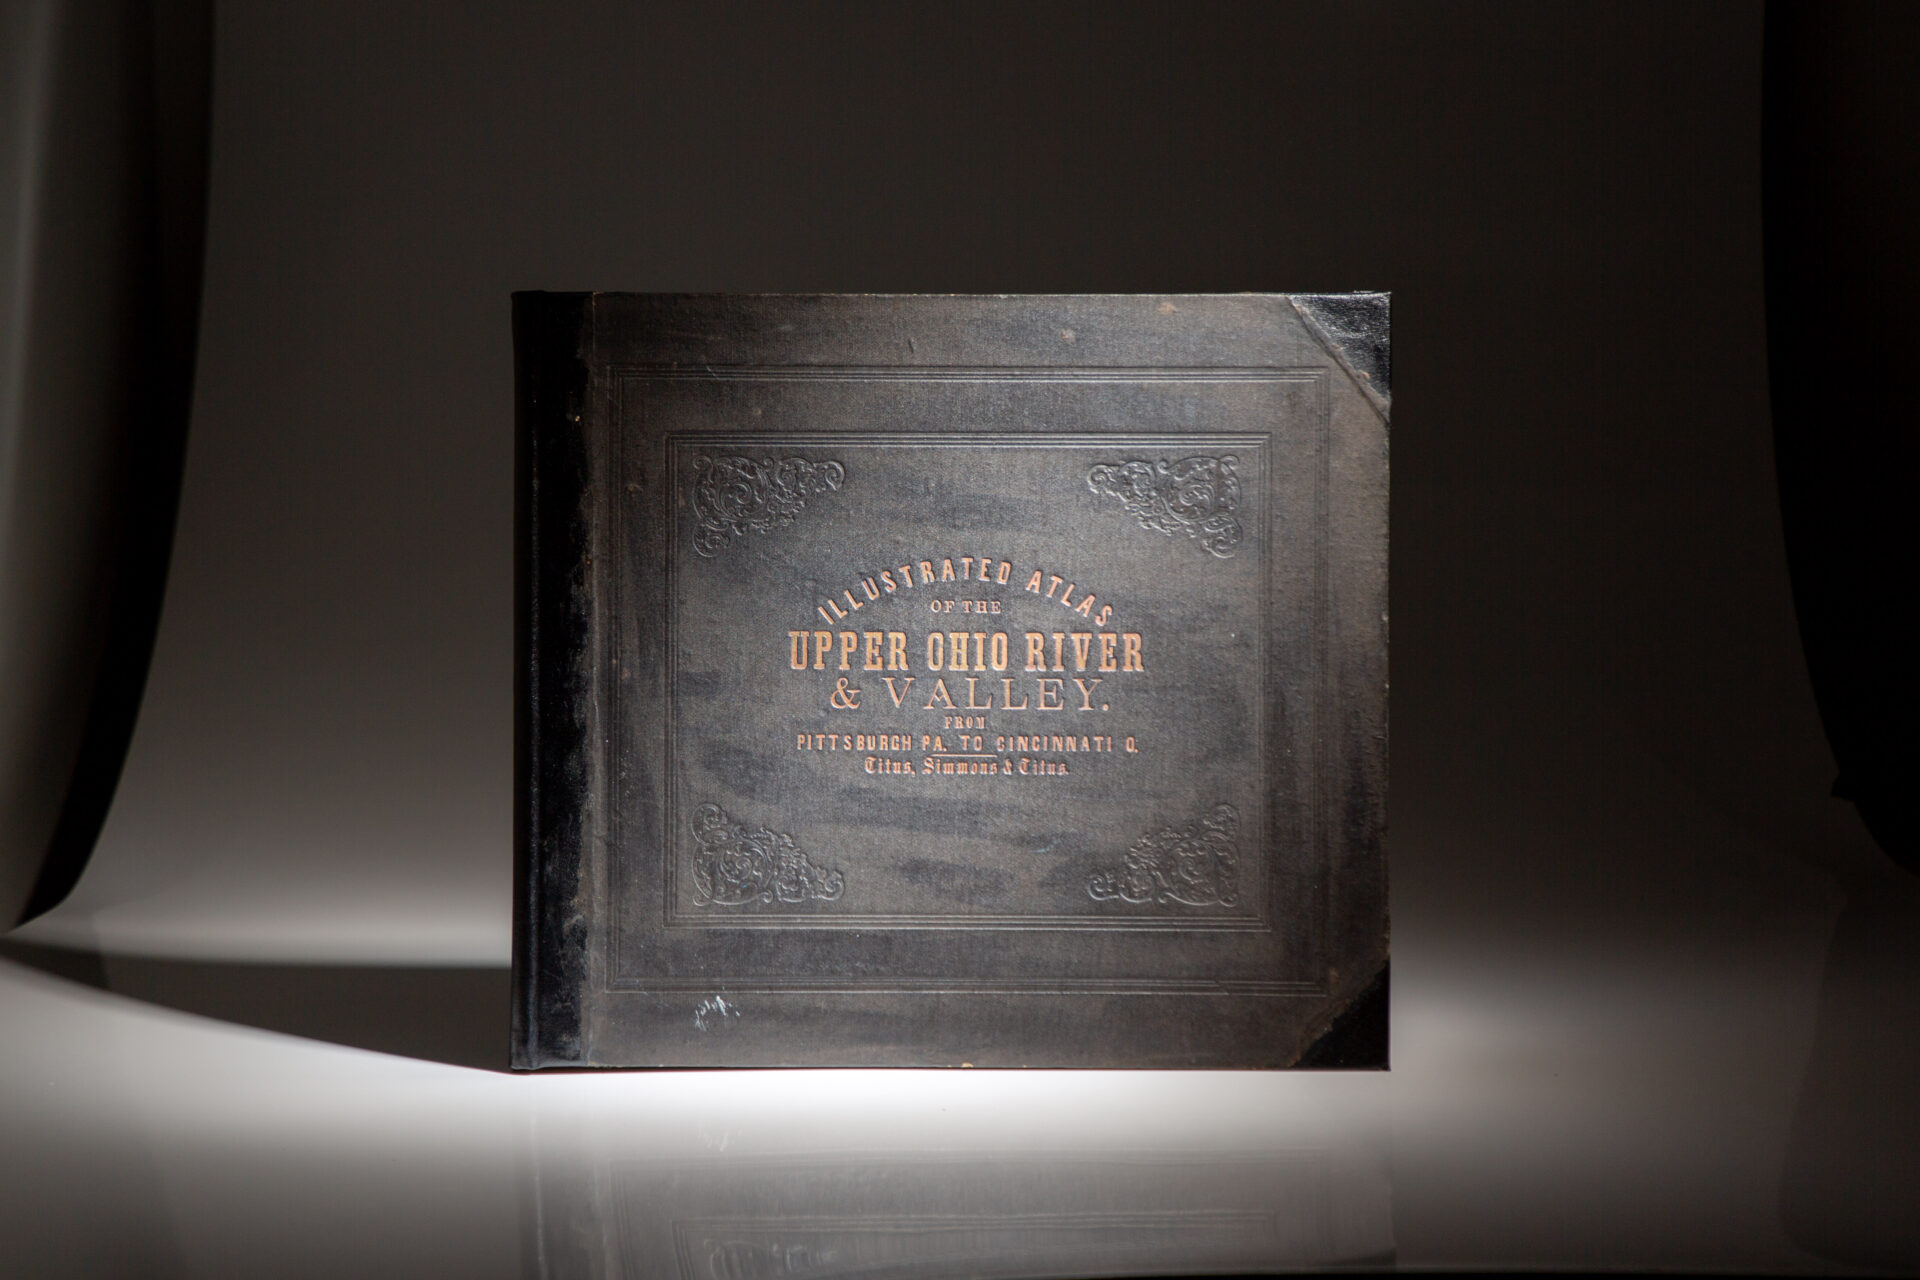 ILLUSTRATED ATLAS
OF THE
UPPER OHIO RIVER
& VALLEY.
FROM
PITTSBURGH PA. TO CINCINNATI O.
Titus, Simmons & Titus.